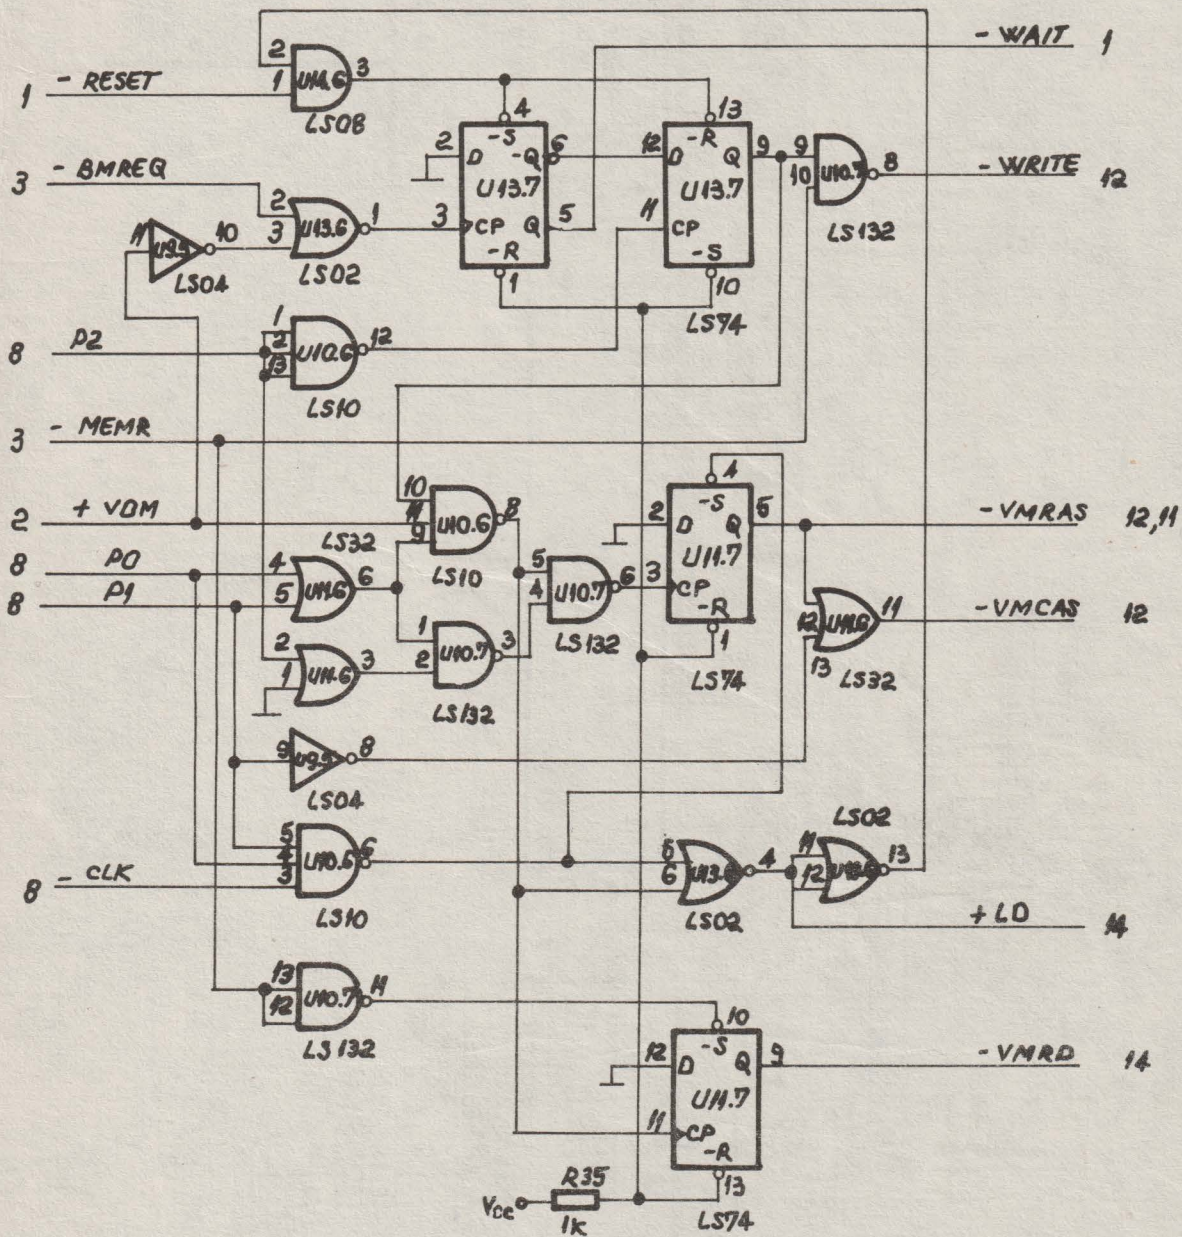 - WAIT 1
2
1 - RESET 1 U14.6 3
LS08
4 13
2 D -S -Q 6 12 D -R Q 9 9
U13.7 U13.7 10 U10.7 8 - WRITE 12
3 - BMREQ
2 U13.6 1 3 CP Q 5 11 CP
3 LS02 -R -S LS132
11 U9.5 10
LS04
1 10
LS74
1
8 P2 2 U10.6 12
13
LS10
3 - MEMR
4
10 -S
2 + VDM 11 U10.6 8 2 D Q 5 - VMRAS 12,11
9
LS32 LS10 U11.7
8 P0 4 U11.6 6
8 P1 5
5 U10.7 6 3 CP
4 LS132 -R
1
12 U11.6 11 - VMCAS 12
13 LS32
1 U10.7 3
2 LS132
2 U11.6 3
1
LS74
9 U9.5 8
LS04
LS02
5 U10.6 6
4
3
8 - CLK
LS10
5 U13.6 4
6
LS02
11 U13.6 13
12
+ LD 14
13 U10.7 11
12
LS132
10
12 D -S Q 9 - VMRD 14
U11.7
11 CP
-R
13
R35
1K
LS74